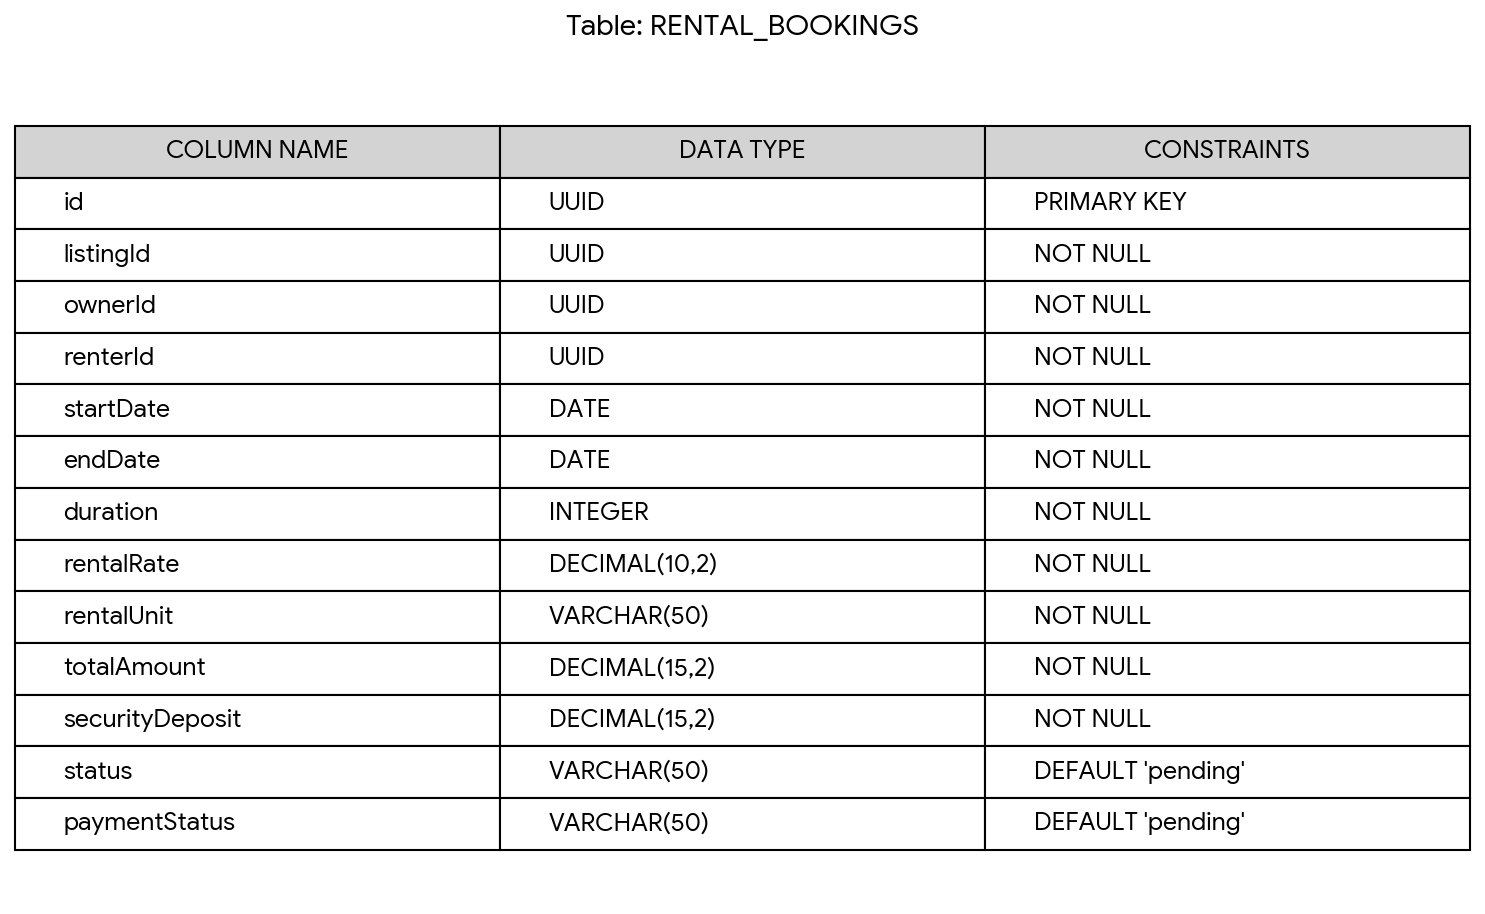 Table: RENTAL_BOOKINGS
COLUMN NAME DATA TYPE CONSTRAINTS
id UUID PRIMARY KEY
listingId UUID NOT NULL
ownerId UUID NOT NULL
renterId UUID NOT NULL
startDate DATE NOT NULL
endDate DATE NOT NULL
duration INTEGER NOT NULL
rentalRate DECIMAL(10,2) NOT NULL
rentalUnit VARCHAR(50) NOT NULL
totalAmount DECIMAL(15,2) NOT NULL
securityDeposit DECIMAL(15,2) NOT NULL
status VARCHAR(50) DEFAULT 'pending'
paymentStatus VARCHAR(50) DEFAULT 'pending'